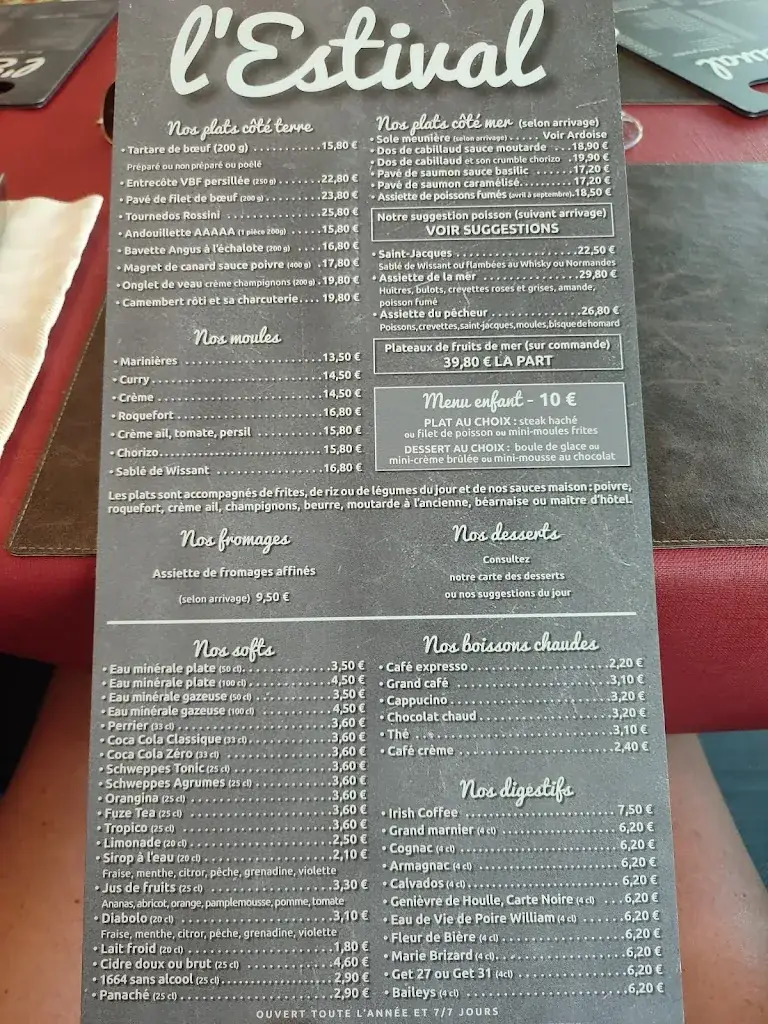 l'Estival
Nos plats côté terre
• Tartare de bœuf (200 g) ............15,80 €
Préparé ou non préparé ou poêlé
• Entrecôte VBF persillée (250 g) ........22,80 €
• Pavé de filet de bœuf (200 g)..........23,80 €
• Tournedos Rossini ..................25,80 €
• Andouillette AAAAA (1 pièce 200g) ......15,80 €
• Bavette Angus à l'échalote (200 g) .....16,80 €
• Magret de canard sauce poivre (400 g) .17,80 €
• Onglet de veau crème champignons (200 g).19,80 €
• Camembert rôti et sa charcuterie.... 19,80 €
Nos moules
• Marinières .........................13,50 €
• Curry..............................14,50 €
• Crème .............................14,50 €
• Roquefort..........................16,80 €
• Crème ail, tomate, persil ............15,80 €
• Chorizo............................15,80 €
• Sablé de Wissant ...................16,80 €
Nos plats côté mer (selon arrivage)
• Sole meunière (selon arrivage)..... Voir Ardoise
• Dos de cabillaud sauce moutarde ...18,90 €
• Dos de cabillaud et son crumble chorizo .19,90 €
• Pavé de saumon sauce basilic .......17,20 €
• Pavé de saumon caramélisé..........17,20 €
• Assiette de poissons fumés (avril à septembre).18,50 €
Notre suggestion poisson (suivant arrivage)
VOIR SUGGESTIONS
• Saint-Jacques .....................22,50 €
Sablé de Wissant ou flambées au Whisky ou Normandes
• Assiette de la mer .................29,80 €
Huîtres, bulots, crevettes roses et grises, amande,
poisson fumé
• Assiette du pêcheur ................26,80 €
Poissons,crevettes,saint-jacques,moules,bisque de homard
Plateaux de fruits de mer (sur commande)
39,80 € LA PART
Menu enfant - 10 €
PLAT AU CHOIX : steak haché
ou filet de poisson ou mini-moules frites
DESSERT AU CHOIX : boule de glace ou
mini-crème brûlée ou mini-mousse au chocolat
Les plats sont accompagnés de frites, de riz ou de légumes du jour et de nos sauces maison : poivre,
roquefort, crème ail, champignons, beurre, moutarde à l'ancienne, béarnaise ou maître d'hôtel.
Nos fromages
Assiette de fromages affinés
(selon arrivage) 9,50 €
Nos desserts
Consultez
notre carte des desserts
ou nos suggestions du jour
Nos softs
• Eau minérale plate (50 cl)..............3,50 €
• Eau minérale plate (100 cl) .............4,50 €
• Eau minérale gazeuse (50 cl) ...........3,50 €
• Eau minérale gazeuse (100 cl) ..........4,50 €
• Perrier (33 cl) .........................3,60 €
• Coca Cola Classique (33 cl)..............3,60 €
• Coca Cola Zéro (33 cl) ..................3,60 €
• Schweppes Tonic (25 cl) ................3,60 €
• Schweppes Agrumes (25 cl) ............3,60 €
• Orangina (25 cl) .......................3,60 €
• Fuze Tea (25 cl) ........................3,60 €
• Tropico (25 cl) .........................3,60 €
• Limonade (20 cl) .......................2,50 €
• Sirop à l'eau (20 cl) .....................2,10 €
Fraise, menthe, citror, pêche, grenadine, violette
• Jus de fruits (25 cl) .....................3,30 €
Ananas, abricot, orange, pamplemousse, pomme, tomate
• Diabolo (20 cl) .........................3,10 €
Fraise, menthe, citror, pêche, grenadine, violette
• Lait froid (20 cl) .......................1,80 €
• Cidre doux ou brut (25 cl) ..............4,60 €
• 1664 sans alcool (25 cl) .................2,90 €
• Panaché (25 cl) ........................2,90 €
Nos boissons chaudes
• Café expresso ......................2,20 €
• Grand café ........................3,10 €
• Cappucino ........................3,20 €
• Chocolat chaud ....................3,20 €
• Thé ..............................3,10 €
• Café crème ........................2,40 €
Nos digestifs
• Irish Coffee .......................7,50 €
• Grand marnier (4 cl) ..................6,20 €
• Cognac (4 cl) ........................6,20 €
• Armagnac (4 cl) ......................6,20 €
• Calvados (4 cl) .......................6,20 €
• Genièvre de Houlle, Carte Noire (4 cl) ...6,20 €
• Eau de Vie de Poire William (4 cl) .......6,20 €
• Fleur de Bière (4 cl) ..................6,20 €
• Marie Brizard (4 cl)...................6,20 €
• Get 27 ou Get 31 (4cl) ................6,20 €
• Baileys (4 cl) ........................6,20 €
OUVERT TOUTE L'ANNÉE ET 7/7 JOURS